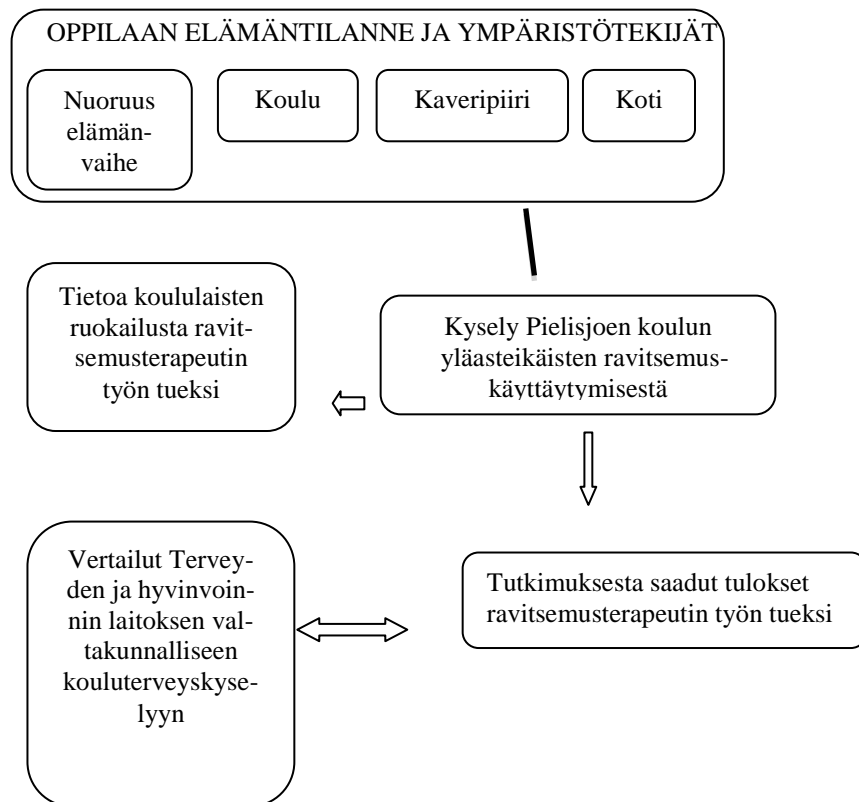 OPPILAAN ELÄMÄNTILANNE JA YMPÄRISTÖTEKIJÄT
Nuoruus
elämän-
vaihe
Koulu
Kaveripiiri
Koti
Tietoa koululaisten
ruokailusta ravit-
semusterapeutin
työn tueksi
Kysely Pielisjoen koulun
yläasteikäisten ravitsemus-
käyttäytymisestä
Vertailut Tervey-
den ja hyvinvoin-
nin laitoksen val-
takunnalliseen
kouluterveyskyse-
lyyn
Tutkimuksesta saadut tulokset
ravitsemusterapeutin työn tueksi